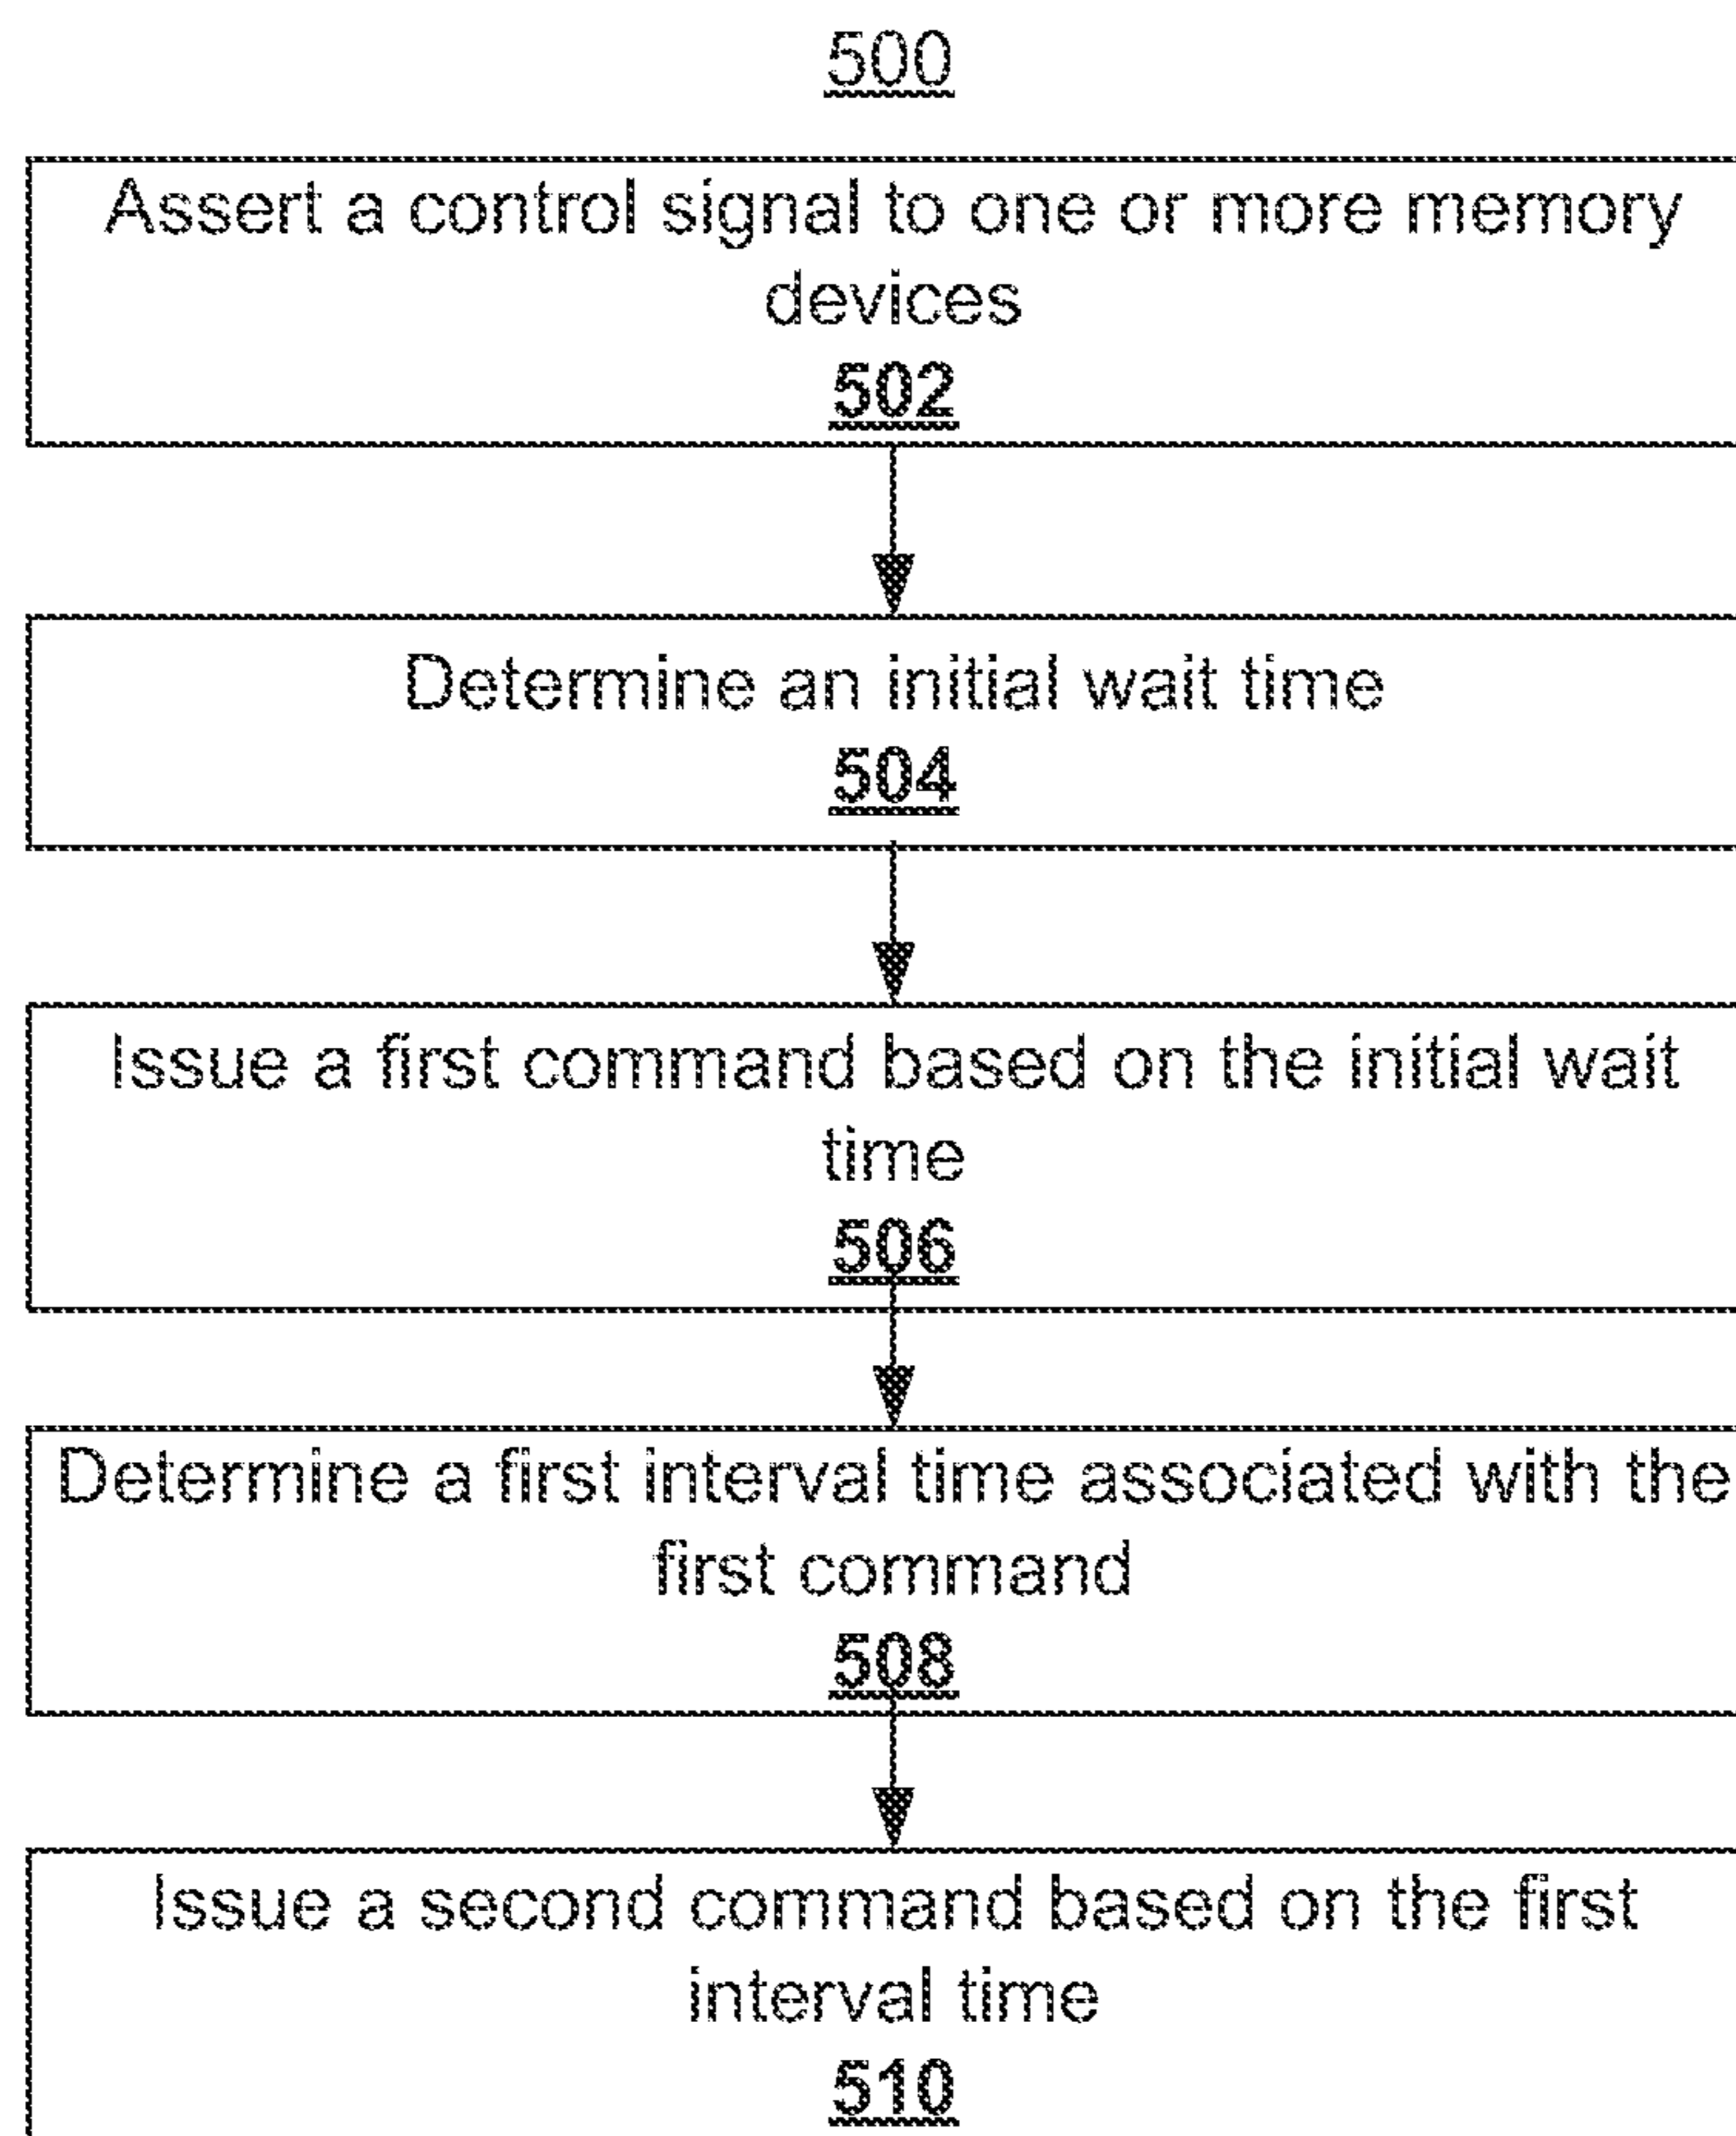 500
Assert a control signal to one or more memory
devices
502
Determine an initial wait time
504
Issue a first command based on the initial wait
time
506
Determine a first interval time associated with the
first command
508
Issue a second command based on the first
interval time
510